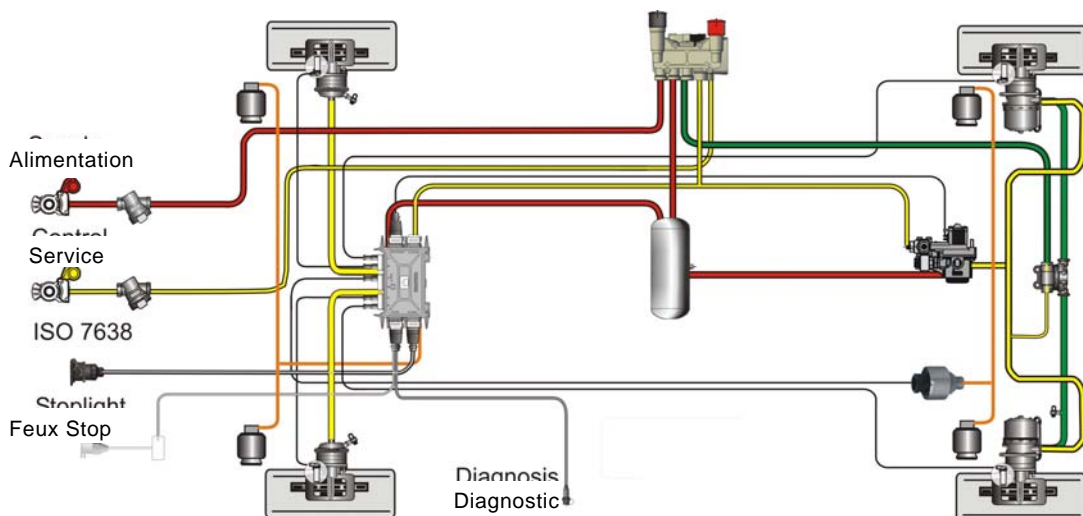 Alimentation
Service
ISO 7638
Stoplight
Feux Stop
Diagnosis
Diagnostic